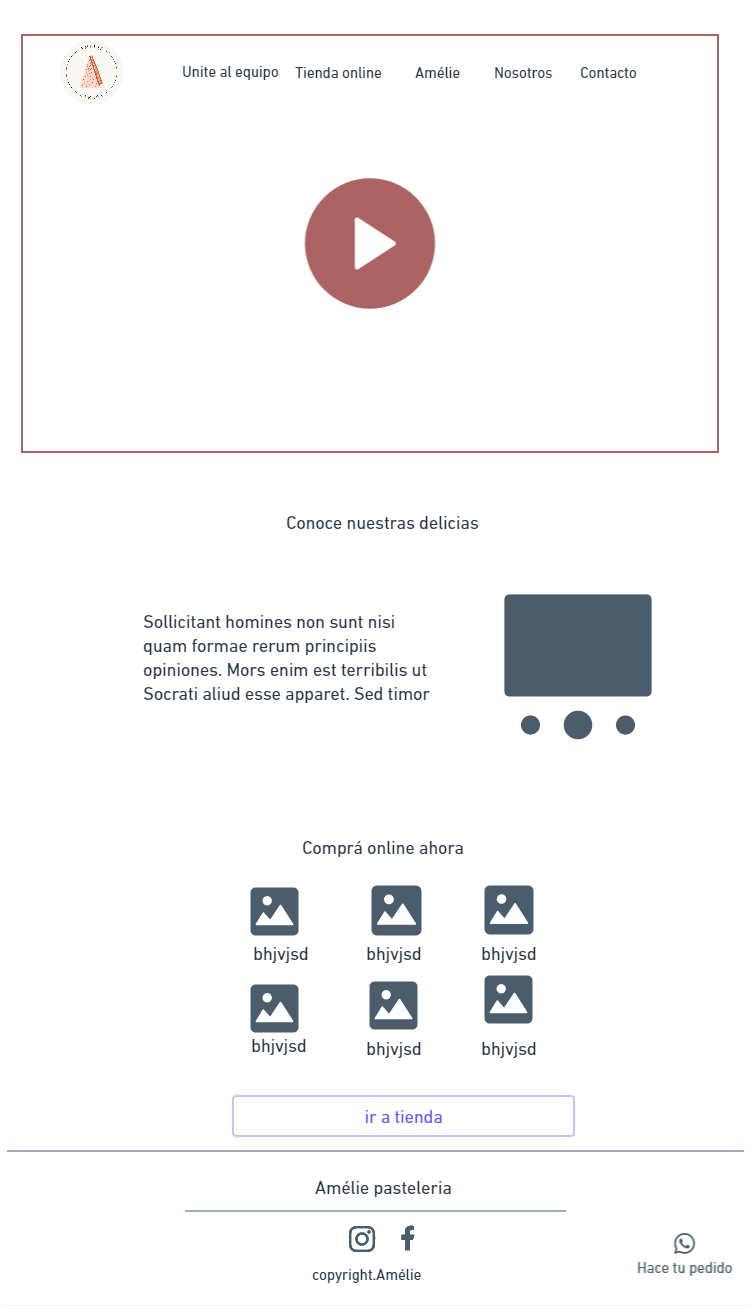 Unite al equipo Tienda online Amélie Nosotros Contacto
Conoce nuestras delicias
Sollicitant homines non sunt nisi
quam formae rerum principiis
opiniones. Mors enim est terribilis ut
Socrati aliud esse apparet. Sed timor
Comprá online ahora
bhjvjsd bhjvjsd bhjvjsd
bhjvjsd bhjvjsd bhjvjsd
ir a tienda
Amélie pasteleria
Hace tu pedido
copyright.Amélie